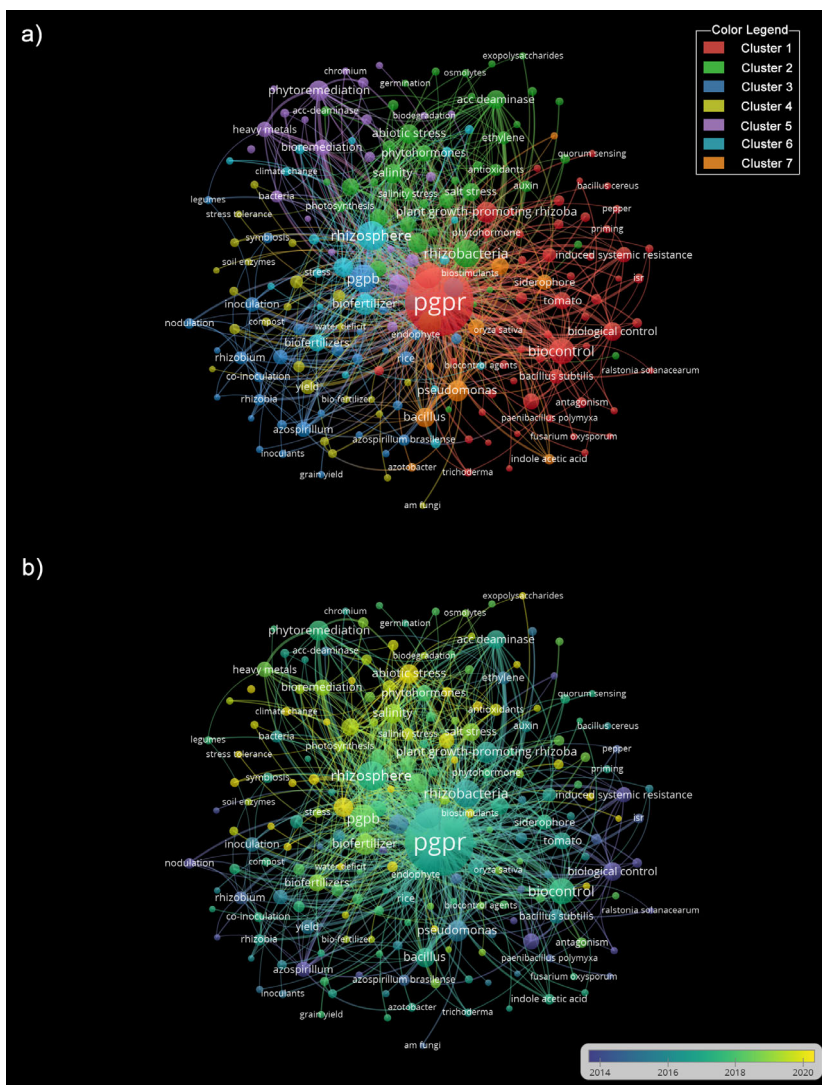 a)
Color Legend
Cluster 1
Cluster 2
Cluster 3
Cluster 4
Cluster 5
Cluster 6
Cluster 7
exopolysaccharides
chromium
osmolytes
germination
phytoremediation
acc deaminase
acc-deaminase
biodegradation
heavy metals
abiotic stress
ethylene
bioremediation
phytohormones
quorum sensing
climate change
salinity
antioxidants
bacillus cereus
legumes
bacteria
salinity stress
salt stress
auxin
photosynthesis
pepper
stress tolerance
plant growth-promoting rhizoba
symbiosis
rhizosphere
phytohormone
priming
soil enzymes
rhizobacteria
induced systemic resistance
stress
pgpb
biostimulants
siderophore
isr
inoculation
biofertilizer
pgpr
tomato
nodulation
compost
water deficit
oryza sativa
biological control
biofertilizers
endophyte
rhizobium
rice
biocontrol
co-inoculation
biocontrol agents
bacillus subtilis
ralstonia solanacearum
yield
pseudomonas
rhizobia
bio-fertilizer
antagonism
bacillus
paenibacillus polymyxa
azospirillum
azospirillum brasilense
fusarium oxysporum
inoculants
indole acetic acid
grain yield
azotobacter
trichoderma
am fungi
b)
exopolysaccharides
chromium
osmolytes
germination
phytoremediation
acc deaminase
acc-deaminase
biodegradation
heavy metals
abiotic stress
ethylene
bioremediation
phytohormones
quorum sensing
climate change
salinity
antioxidants
bacillus cereus
legumes
bacteria
salinity stress
salt stress
auxin
photosynthesis
pepper
stress tolerance
plant growth-promoting rhizoba
symbiosis
rhizosphere
phytohormone
priming
soil enzymes
rhizobacteria
induced systemic resistance
stress
pgpb
biostimulants
siderophore
isr
inoculation
biofertilizer
pgpr
tomato
nodulation
compost
water deficit
oryza sativa
biological control
biofertilizers
endophyte
rhizobium
rice
biocontrol
co-inoculation
biocontrol agents
bacillus subtilis
ralstonia solanacearum
yield
pseudomonas
rhizobia
bio-fertilizer
antagonism
bacillus
paenibacillus polymyxa
azospirillum
azospirillum brasilense
fusarium oxysporum
inoculants
indole acetic acid
grain yield
azotobacter
trichoderma
am fungi
2014 2016 2018 2020